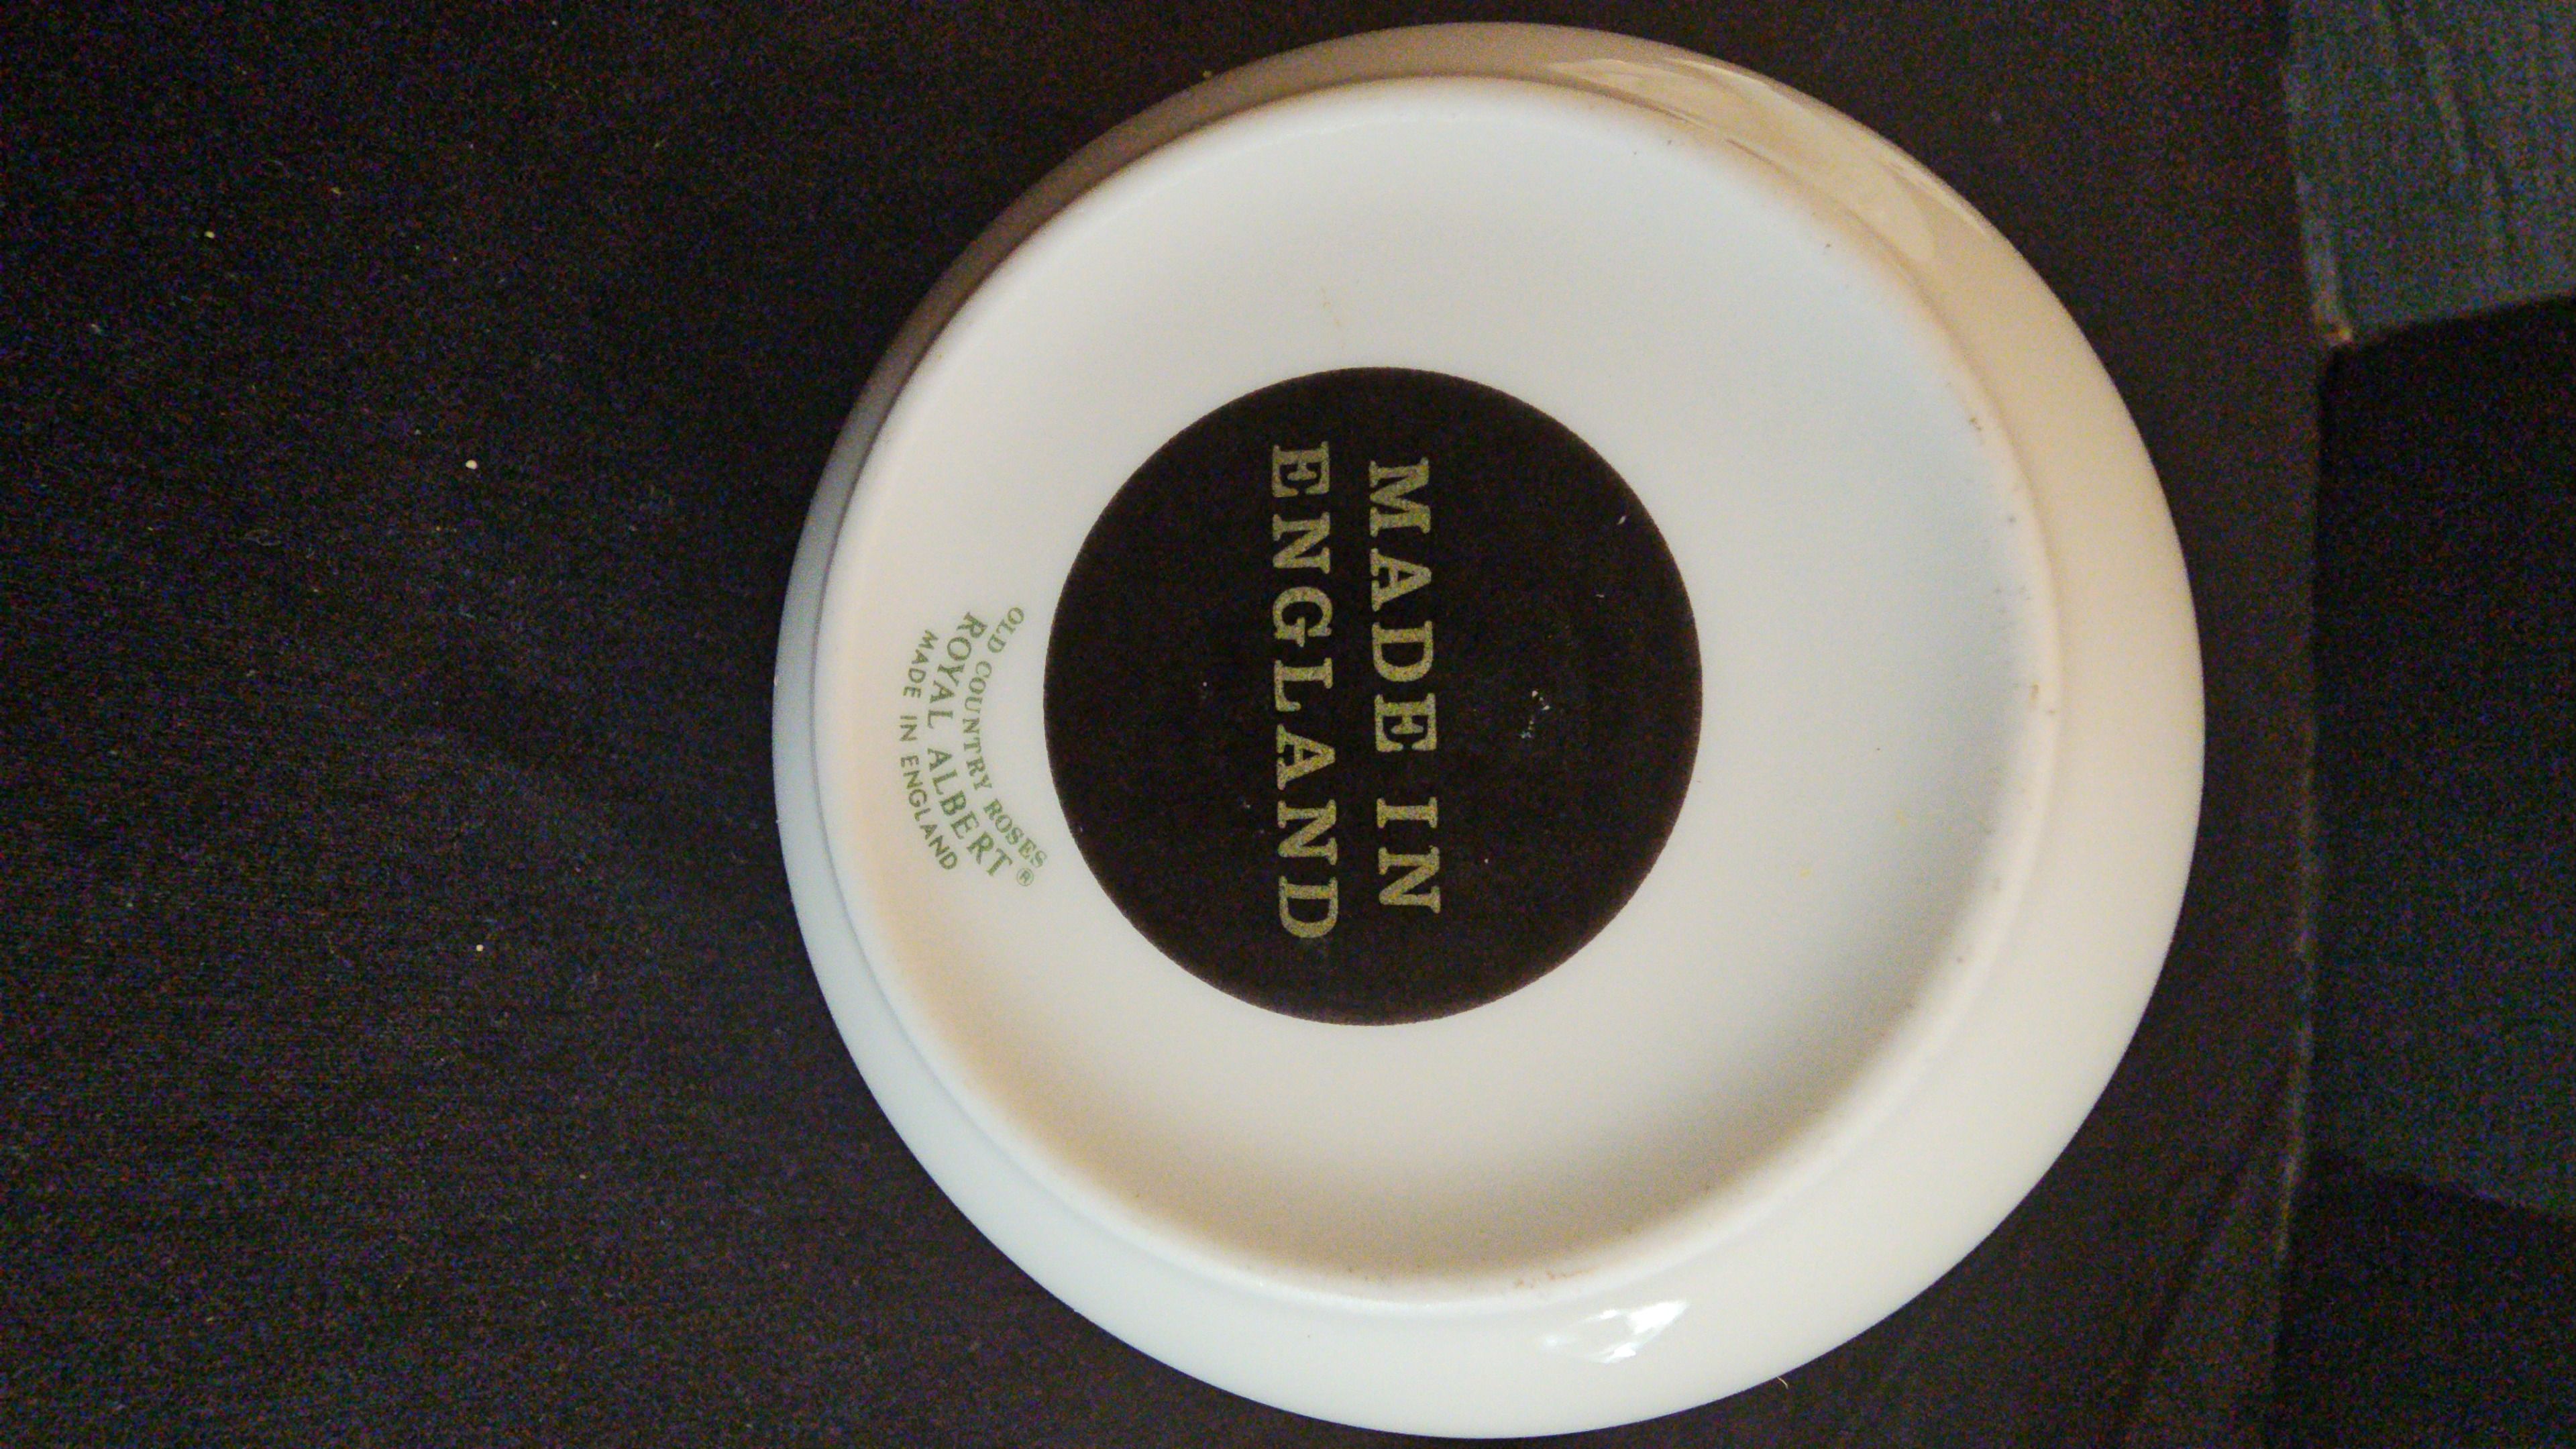 MADE IN
ENGLAND
OLD COUNTRY ROSES
ROYAL ALBERT ®
MADE IN ENGLAND